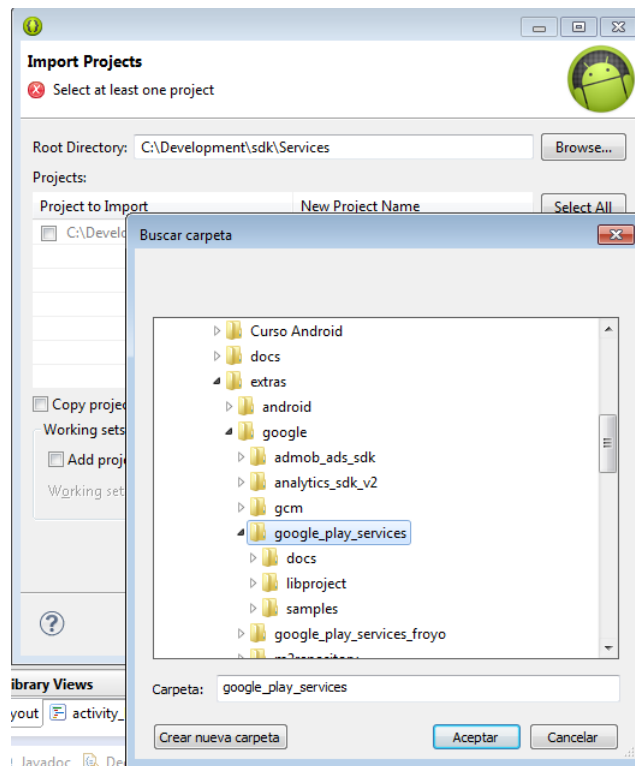 Import Projects
Select at least one project
Root Directory: C:\Development\sdk\Services Browse...
Projects:
Project to Import New Project Name Select All
C:\Develo
Buscar carpeta
Curso Android
docs
extras
android
google
admob_ads_sdk
analytics_sdk_v2
gcm
google_play_services
docs
libproject
samples
google_play_services_froyo
m2repository
Copy projec
Working sets
Add proje
Working set
Carpeta: google_play_services
Crear nueva carpeta Aceptar Cancelar
ibrary Views
yout activity_
Javadoc De